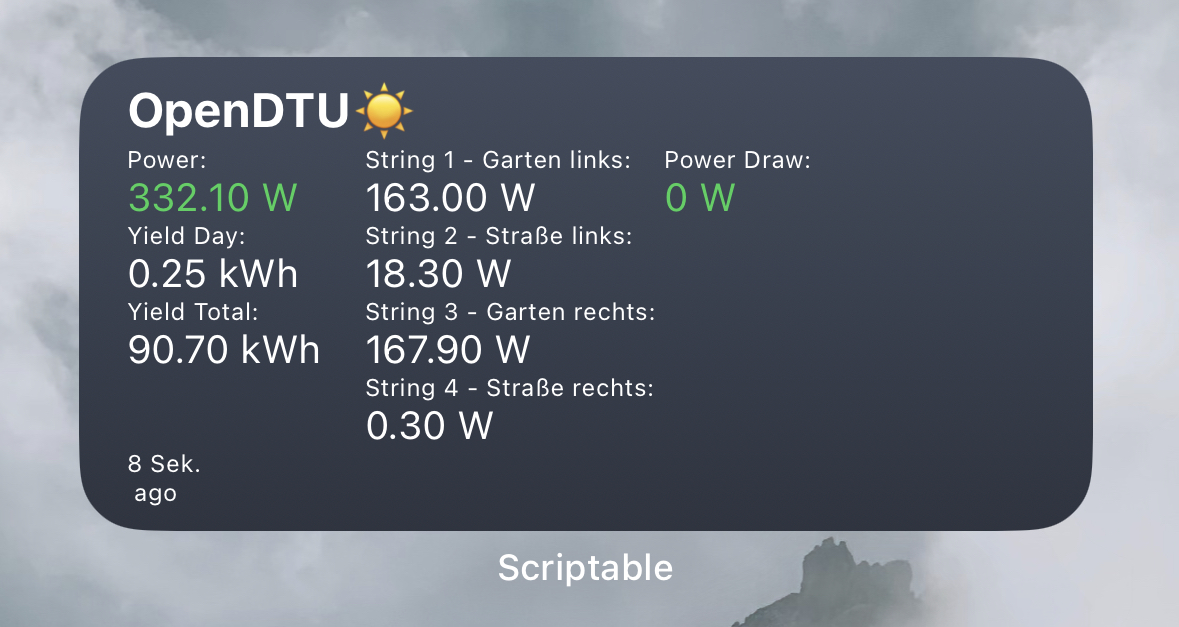 OpenDTU☀️
Power:
332.10 W
Yield Day:
0.25 kWh
Yield Total:
90.70 kWh
String 1 - Garten links:
163.00 W
String 2 - Straße links:
18.30 W
String 3 - Garten rechts:
167.90 W
String 4 - Straße rechts:
0.30 W
Power Draw:
0 W
8 Sek.
ago
Scriptable